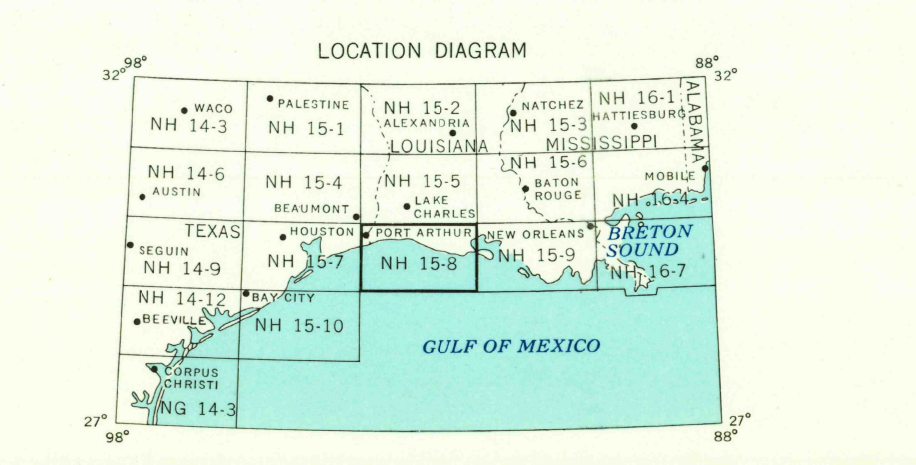 LOCATION DIAGRAM
98° 88°
32° 32°
WACO
NH 14-3
PALESTINE
NH 15-1
NH 15-2
ALEXANDRIA
LOUISIANA
NATCHEZ
NH 15-3
MISSISSIPPI
NH 16-1
HATTIESBURG
ALABAMA
NH 14-6
AUSTIN
NH 15-4
BEAUMONT
NH 15-5
LAKE
CHARLES
NH 15-6
BATON
ROUGE
MOBILE
NH 16-4
TEXAS
SEGUIN
NH 14-9
HOUSTON
NH 15-7
PORT ARTHUR
NH 15-8
NEW ORLEANS
NH 15-9
BRETON
SOUND
NH 16-7
NH 14-12
BEEVILLE
BAY CITY
NH 15-10
GULF OF MEXICO
CORPUS
CHRISTI
NG 14-3
27° 27°
98° 88°